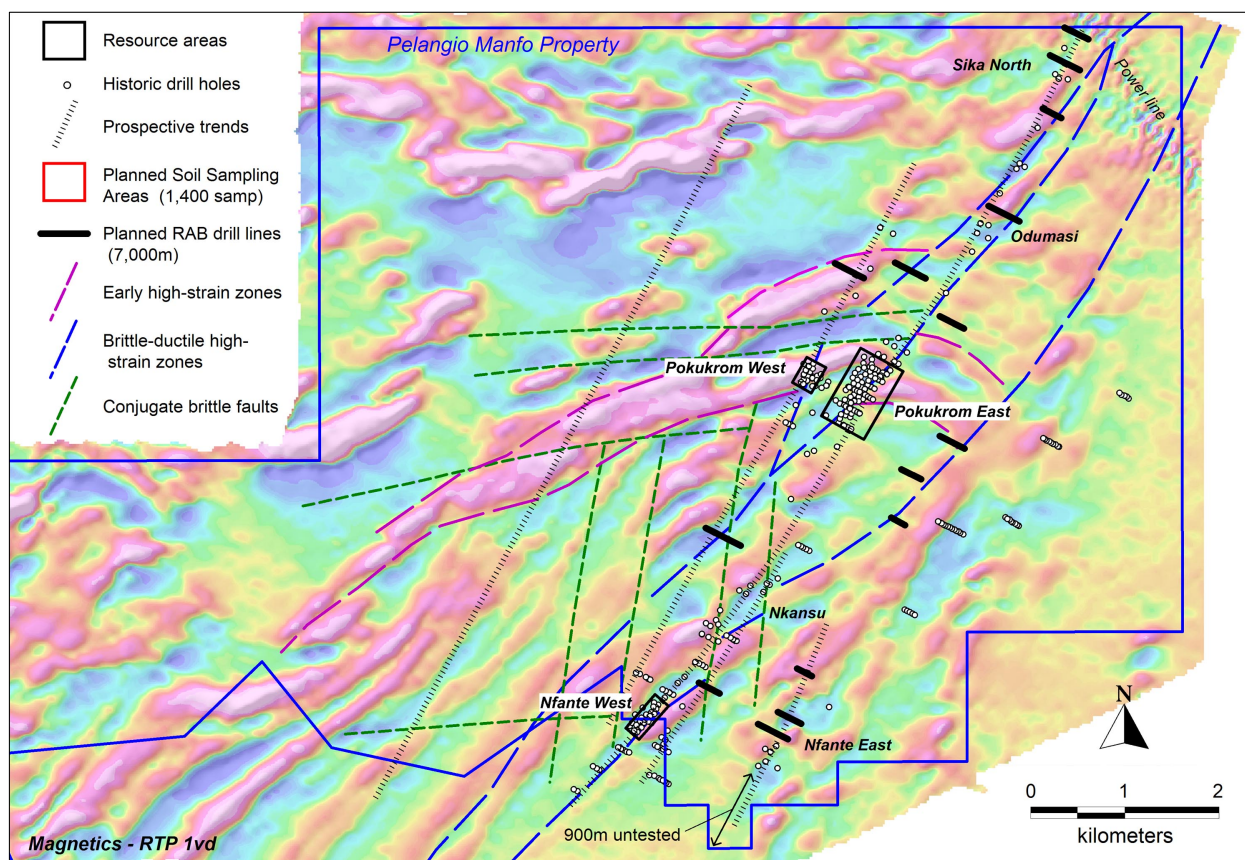 Resource areas
Historic drill holes
Prospective trends
Planned Soil Sampling
Areas (1,400 samp)
Planned RAB drill lines
(7,000m)
Early high-strain zones
Brittle-ductile high-
strain zones
Conjugate brittle faults
Pelangio Manfo Property
Sika North
Power line
Odumasi
Pokukrom West
Pokukrom East
Nkansu
Nfante West
Nfante East
900m untested
N
0 1 2
kilometers
Magnetics - RTP 1vd